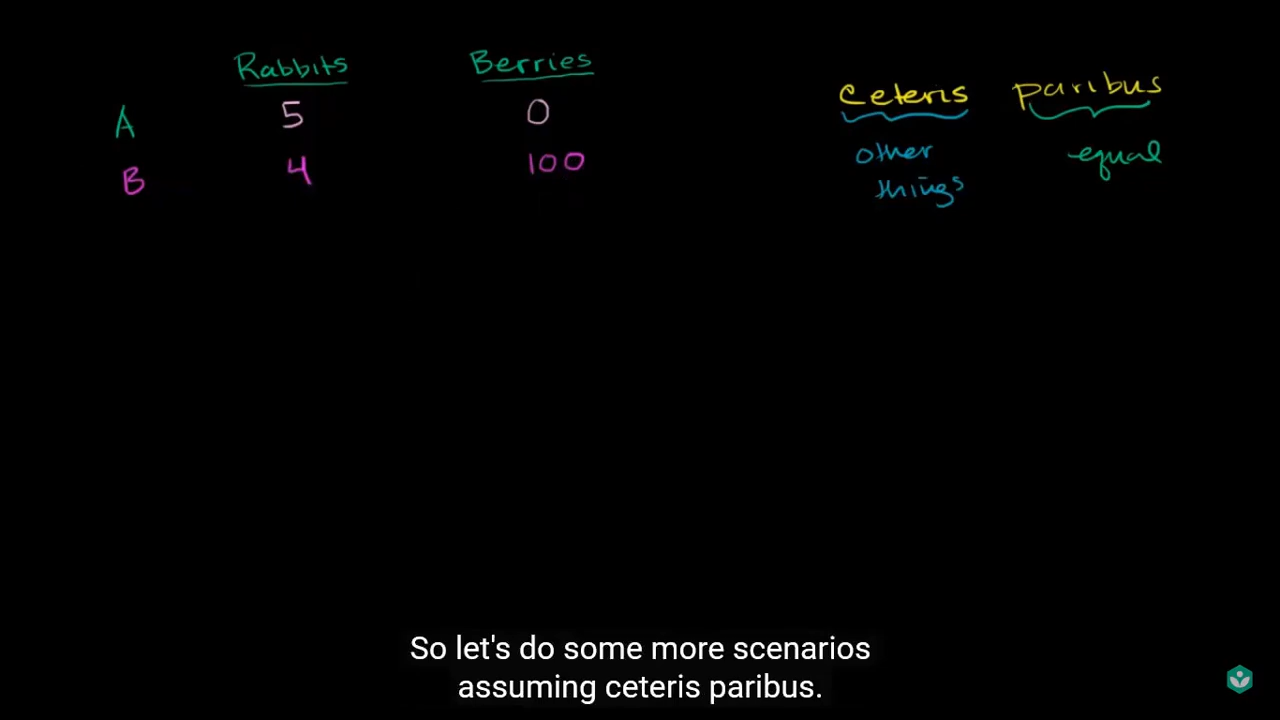 Rabbits Berries
A 5 0
B 4 100
Ceteris paribus
other equal
things
So let's do some more scenarios
assuming ceteris paribus.